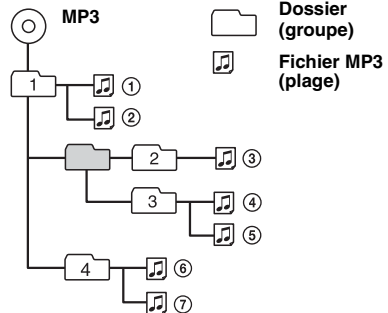 MP3
Dossier
(groupe)
Fichier MP3
(plage)
1
①
②
2
③
3
④
⑤
4
⑥
⑦